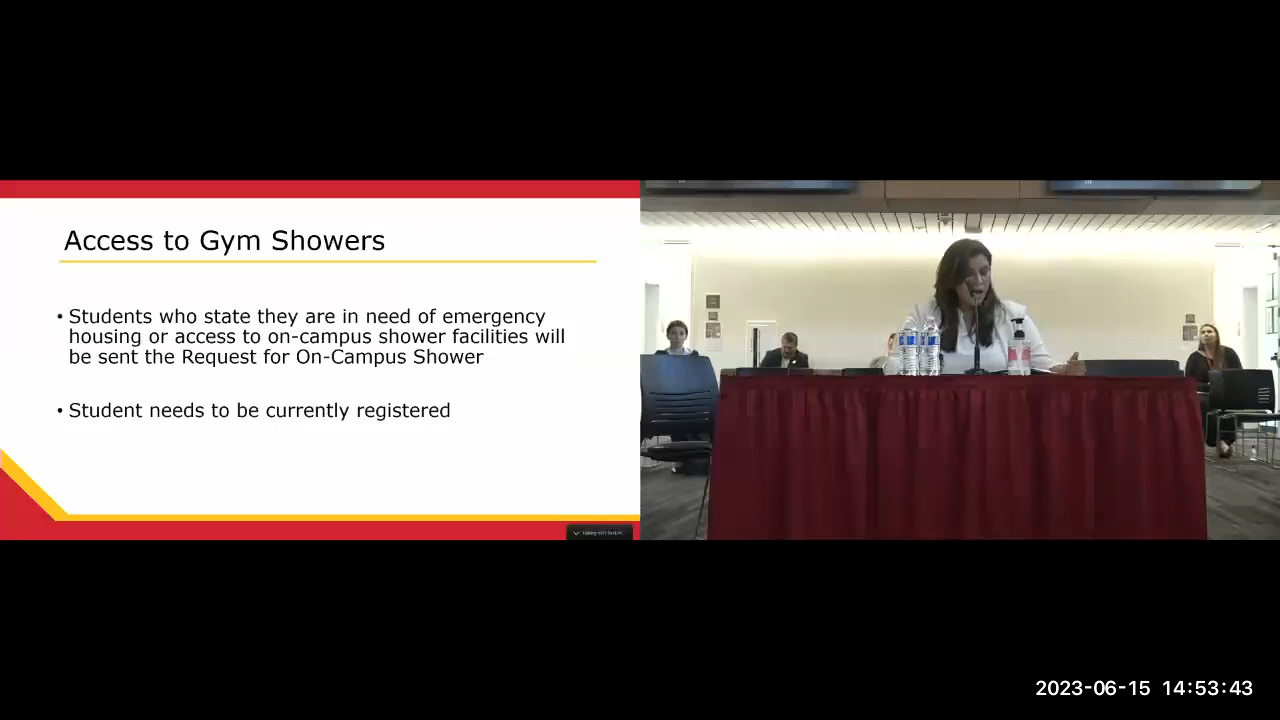 Access to Gym Showers
• Students who state they are in need of emergency
housing or access to on-campus shower facilities will
be sent the Request for On-Campus Shower
• Student needs to be currently registered
2023-06-15 14:53:43